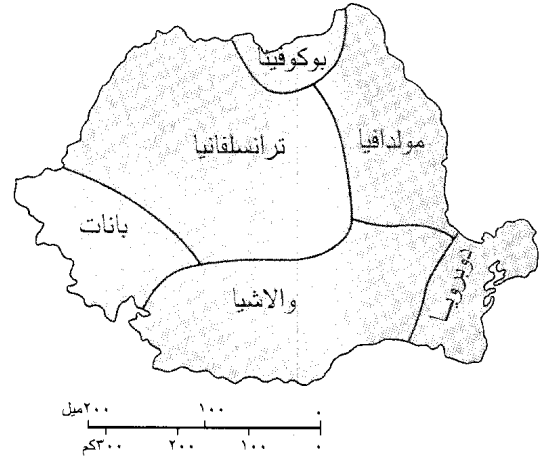 بوكوفينا
ترانسلفانيا
مولدافيا
بانات
والاشيا
دوبروجا
٢٠٠ميل ١٠٠ ٠
٣٠٠كم ٢٠٠ ١٠٠ ٠